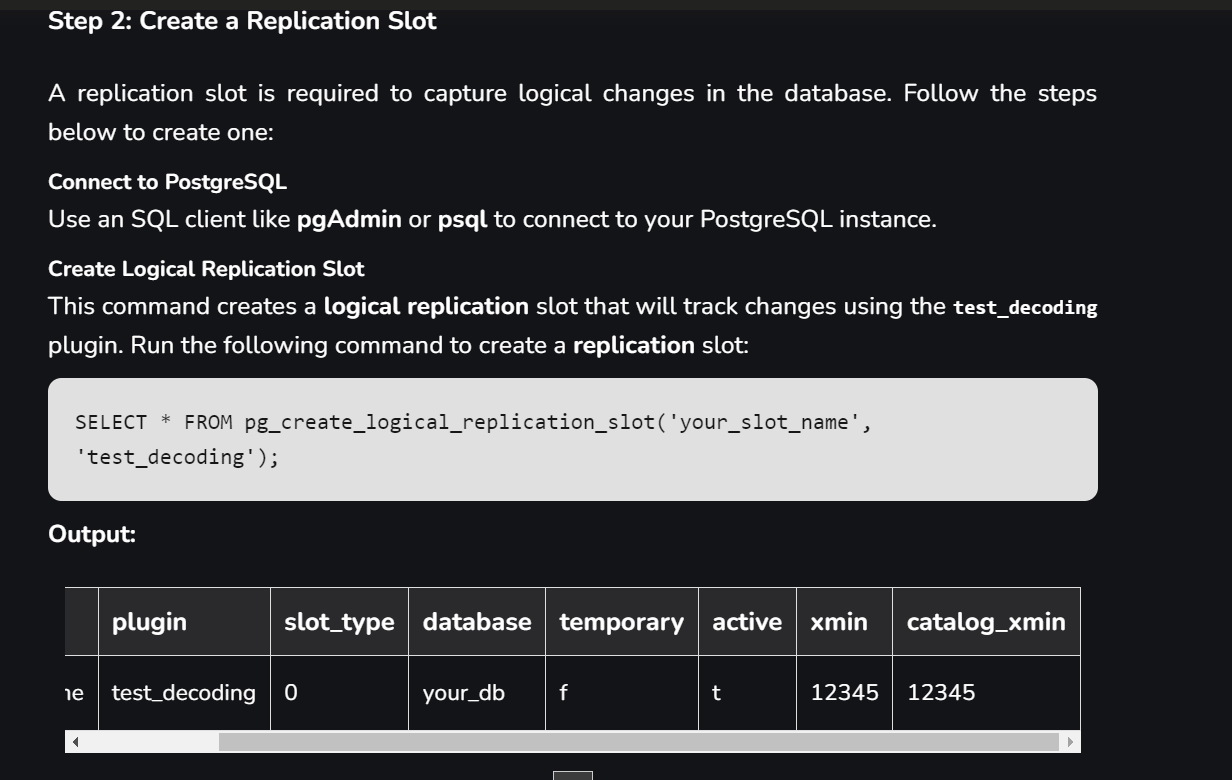 Step 2: Create a Replication Slot
A replication slot is required to capture logical changes in the database. Follow the steps
below to create one:
Connect to PostgreSQL
Use an SQL client like pgAdmin or psql to connect to your PostgreSQL instance.
Create Logical Replication Slot
This command creates a logical replication slot that will track changes using the test_decoding
plugin. Run the following command to create a replication slot:
SELECT * FROM pg_create_logical_replication_slot('your_slot_name',
'test_decoding');
Output:
plugin slot_type database temporary active xmin catalog_xmin
test_decoding 0 your_db f t 12345 12345